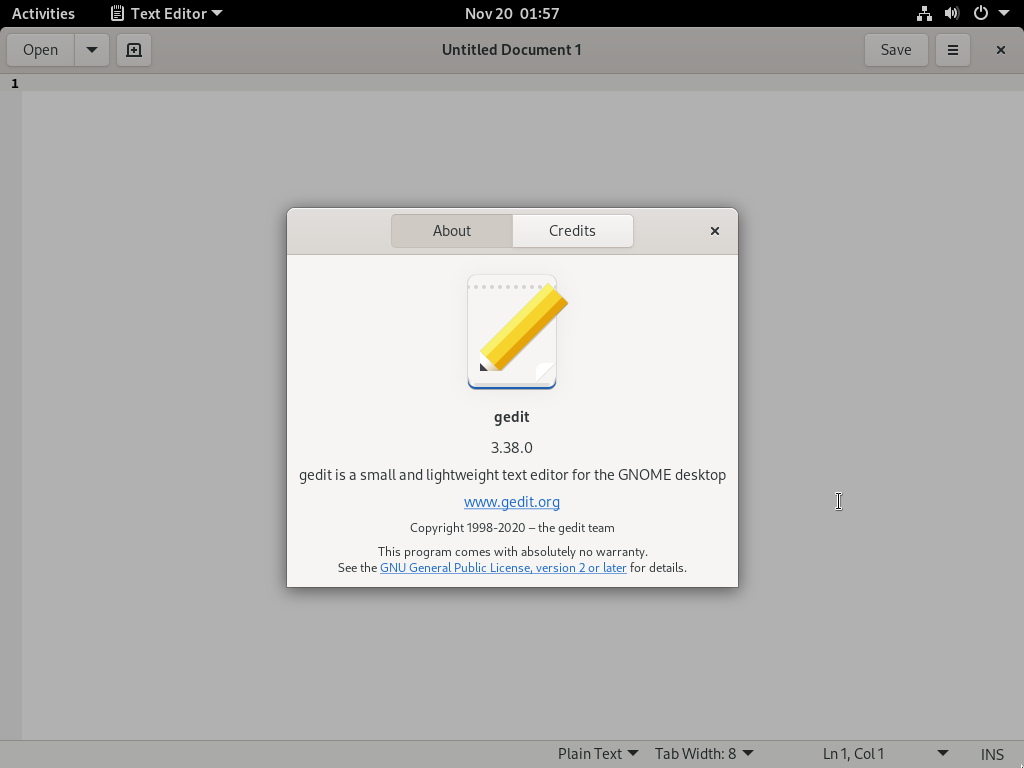 Activities Text Editor Nov 20 01:57
Open Untitled Document 1 Save
1
About Credits
gedit
3.38.0
gedit is a small and lightweight text editor for the GNOME desktop
www.gedit.org
Copyright 1998-2020 – the gedit team
This program comes with absolutely no warranty.
See the GNU General Public License, version 2 or later for details.
Plain Text Tab Width: 8 Ln 1, Col 1 INS